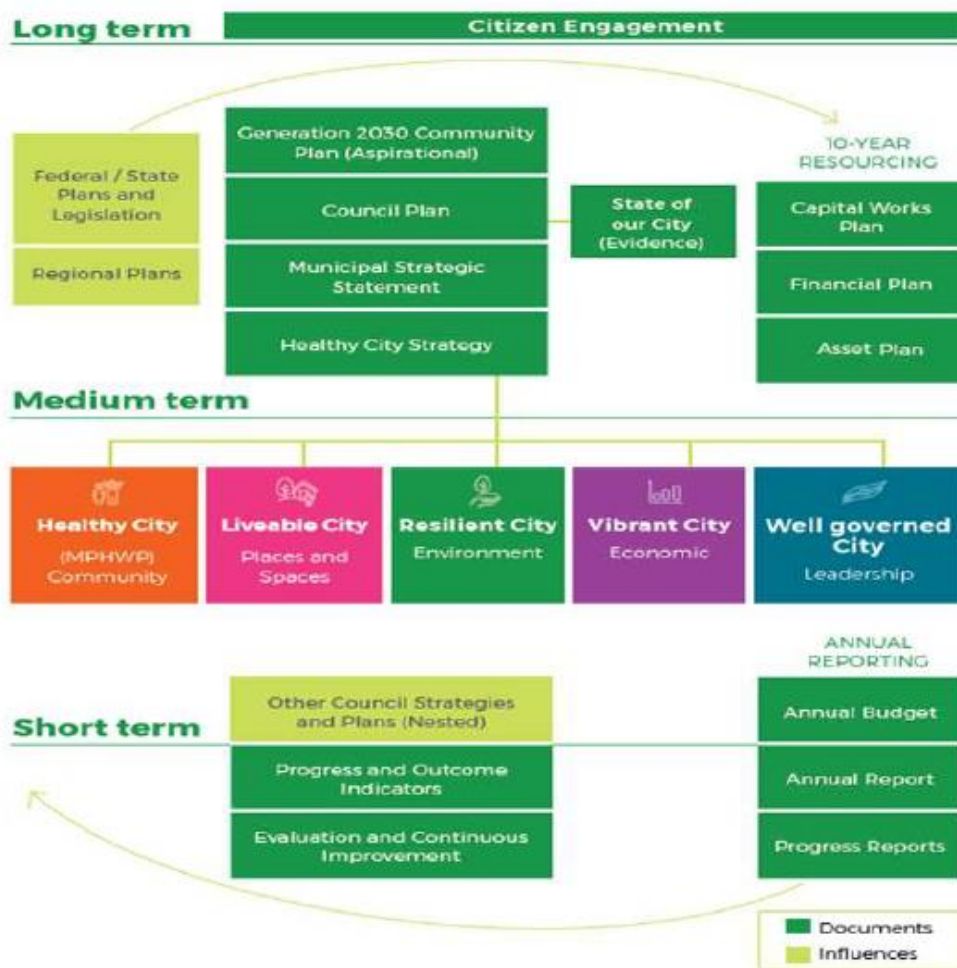 Long term
Citizen Engagement
Federal / State
Plans and
Legislation
Regional Plans
Generation 2030 Community
Plan (Aspirational)
Council Plan
Municipal Strategic
Statement
Healthy City Strategy
State of
our City
(Evidence)
10-YEAR
RESOURCING
Capital Works
Plan
Financial Plan
Asset Plan
Medium term
Healthy City
(MPHWP)
Community
Liveable City
Places and
Spaces
Resilient City
Environment
Vibrant City
Economic
Well governed
City
Leadership
Short term
Other Council Strategies
and Plans (Nested)
Progress and Outcome
Indicators
Evaluation and Continuous
Improvement
ANNUAL
REPORTING
Annual Budget
Annual Report
Progress Reports
Documents
Influences